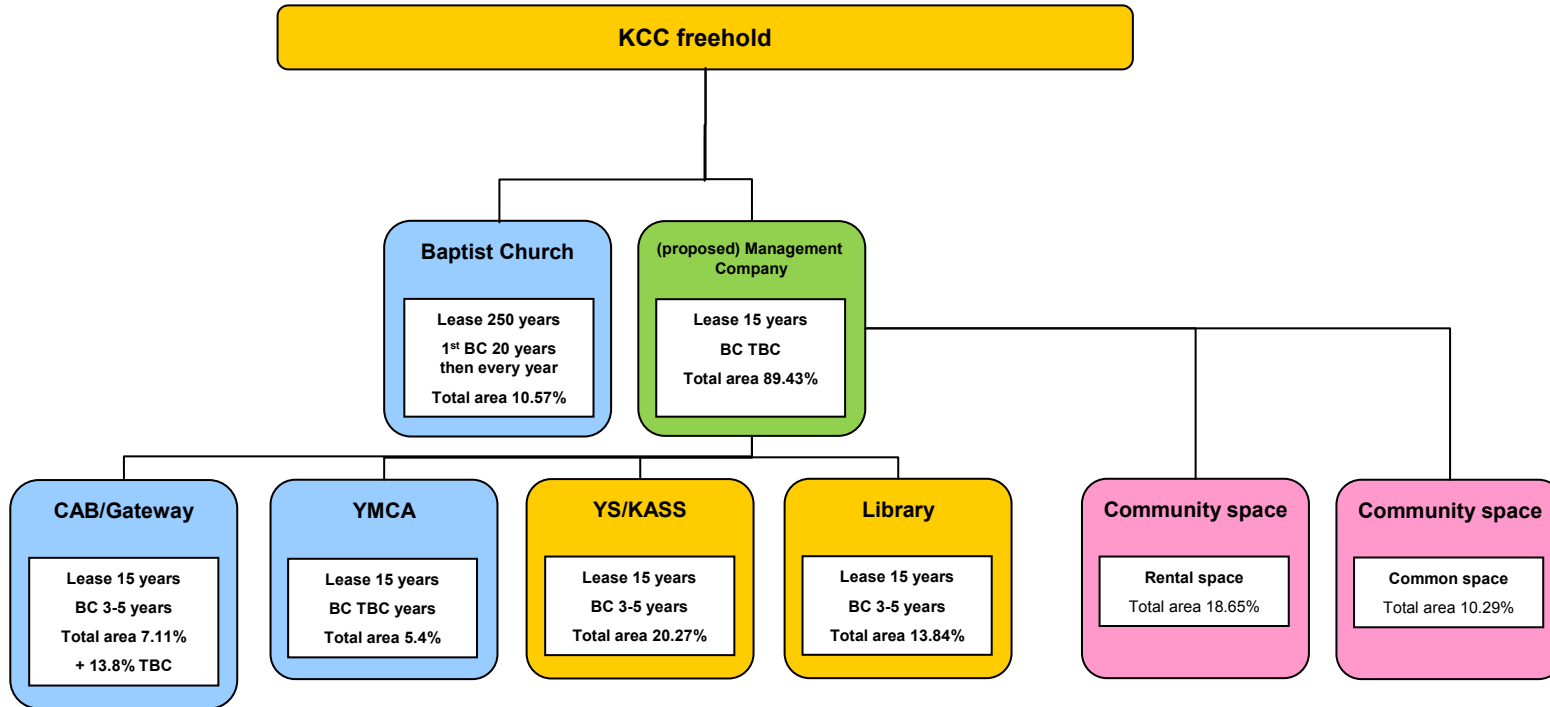 KCC freehold
Baptist Church
Lease 250 years
1st BC 20 years
then every year
Total area 10.57%
(proposed) Management
Company
Lease 15 years
BC TBC
Total area 89.43%
CAB/Gateway
Lease 15 years
BC 3-5 years
Total area 7.11%
+ 13.8% TBC
YMCA
Lease 15 years
BC TBC years
Total area 5.4%
YS/KASS
Lease 15 years
BC 3-5 years
Total area 20.27%
Library
Lease 15 years
BC 3-5 years
Total area 13.84%
Community space
Rental space
Total area 18.65%
Community space
Common space
Total area 10.29%